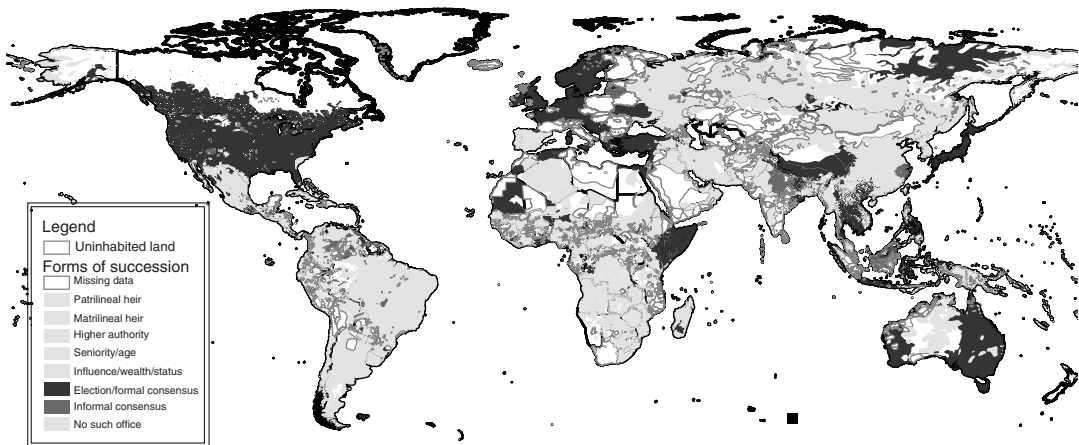 Legend
Uninhabited land
Forms of succession
Missing data
Patrilineal heir
Matrilineal heir
Higher authority
Seniority/age
Influence/wealth/status
Election/formal consensus
Informal consensus
No such office